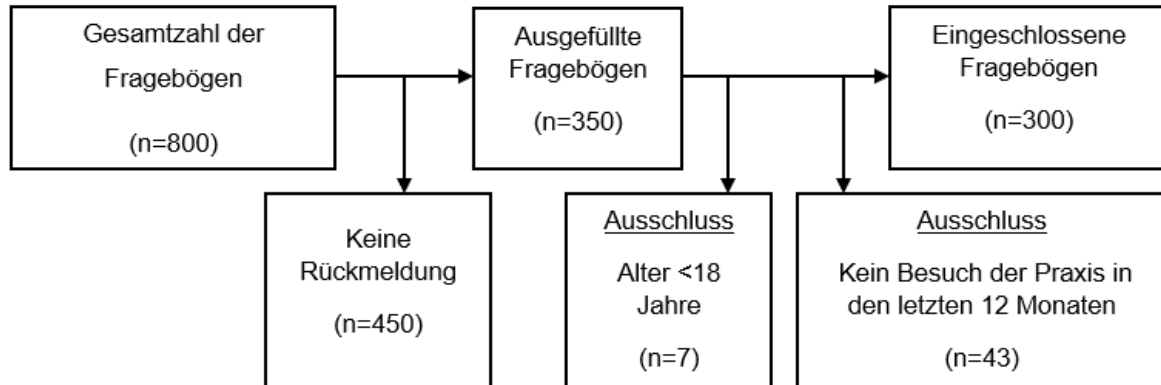 Gesamtzahl der
Fragebögen
(n=800)
Ausgefüllte
Fragebögen
(n=350)
Eingeschlossene
Fragebögen
(n=300)
Keine
Rückmeldung
(n=450)
Ausschluss
Alter <18
Jahre
(n=7)
Ausschluss
Kein Besuch der Praxis in
den letzten 12 Monaten
(n=43)